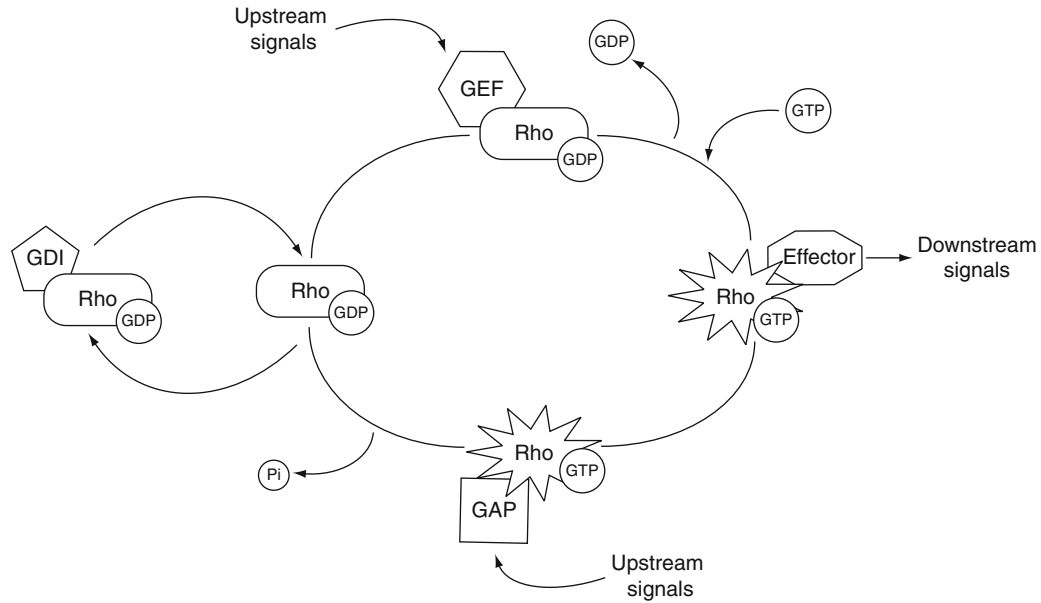 Upstream
signals
GDP
GEF
GTP
Rho
GDP
GDI
Rho
GDP
Rho
GDP
Effector
Rho
GTP
Downstream
signals
Rho
GTP
Pi
GAP
Upstream
signals